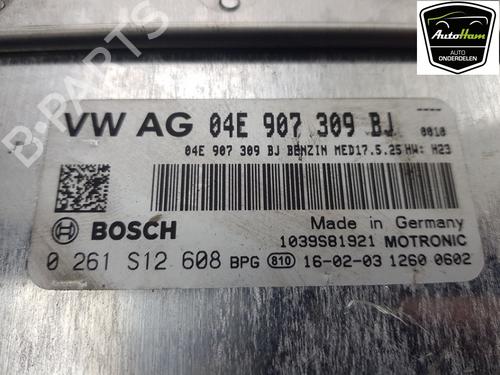 AutoHam
AUTO
ONDERDELEN
B-PARTS
VW AG 04E 907 309 BJ 0010
04E 907 309 BJ BENZIN MED17.5.25 HW: H23
BOSCH
Made in Germany
1039S81921 MOTRONIC
0 261 S12 608 BPG 810 16-02-03 1260 0602